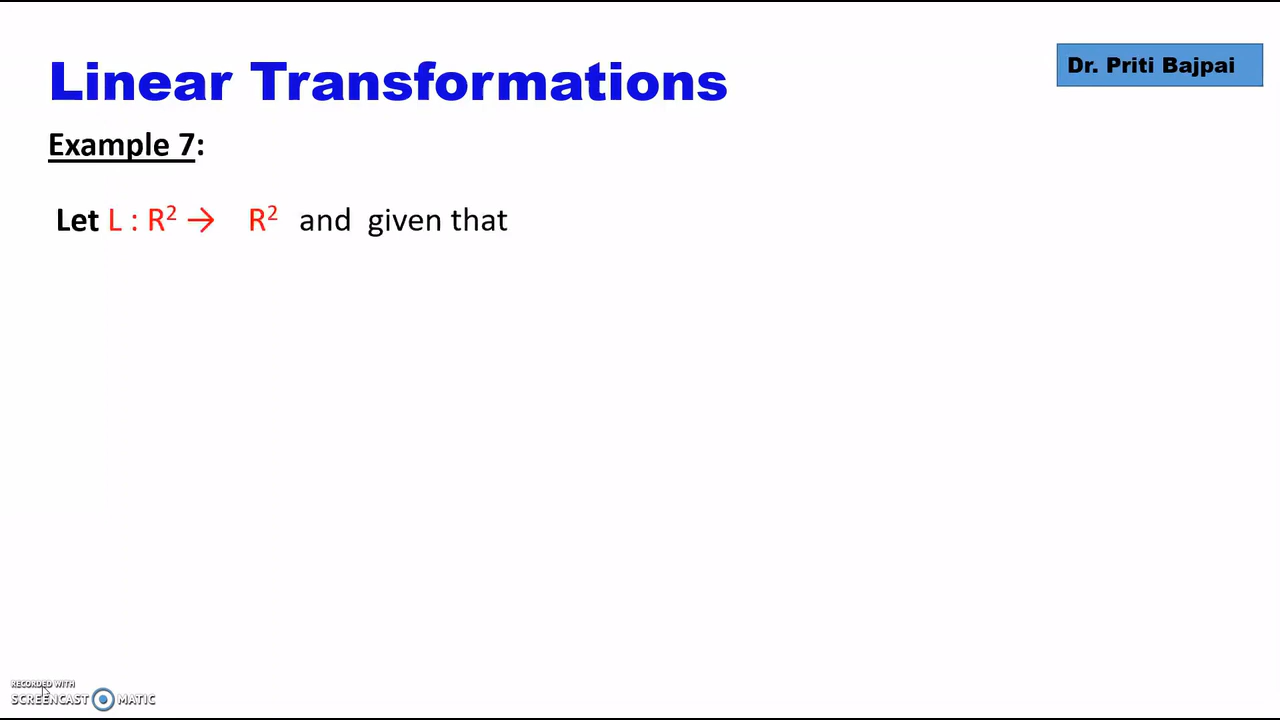 Linear Transformations
Dr. Priti Bajpai
Example 7:
Let L : R² → R² and given that
RECORDED WITH
SCREENCAST MATIC